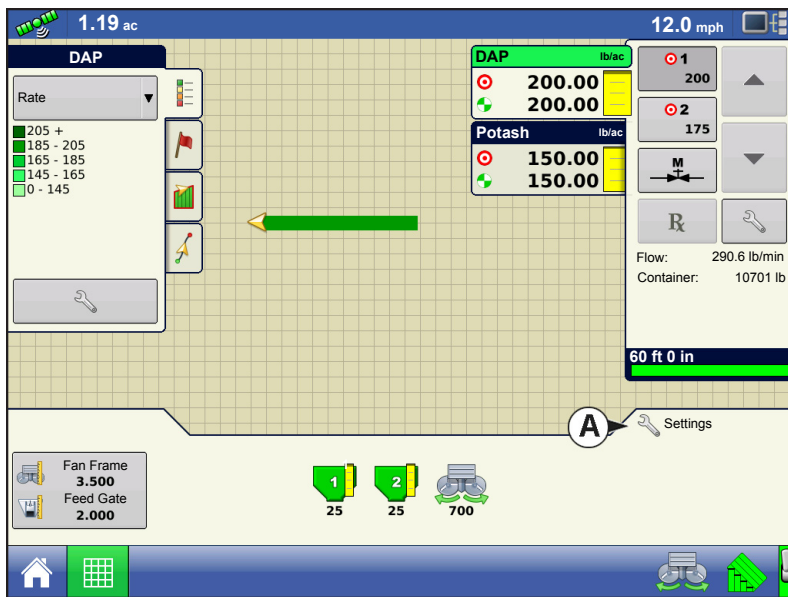 1.19 ac
12.0 mph
DAP
Rate
205 +
185 - 205
165 - 185
145 - 165
0 - 145
DAP lb/ac
200.00
200.00
Potash lb/ac
150.00
150.00
1
200
2
175
M
Rx
Flow: 290.6 lb/min
Container: 10701 lb
60 ft 0 in
A
Settings
Fan Frame
3.500
Feed Gate
2.000
1
25
2
25
700